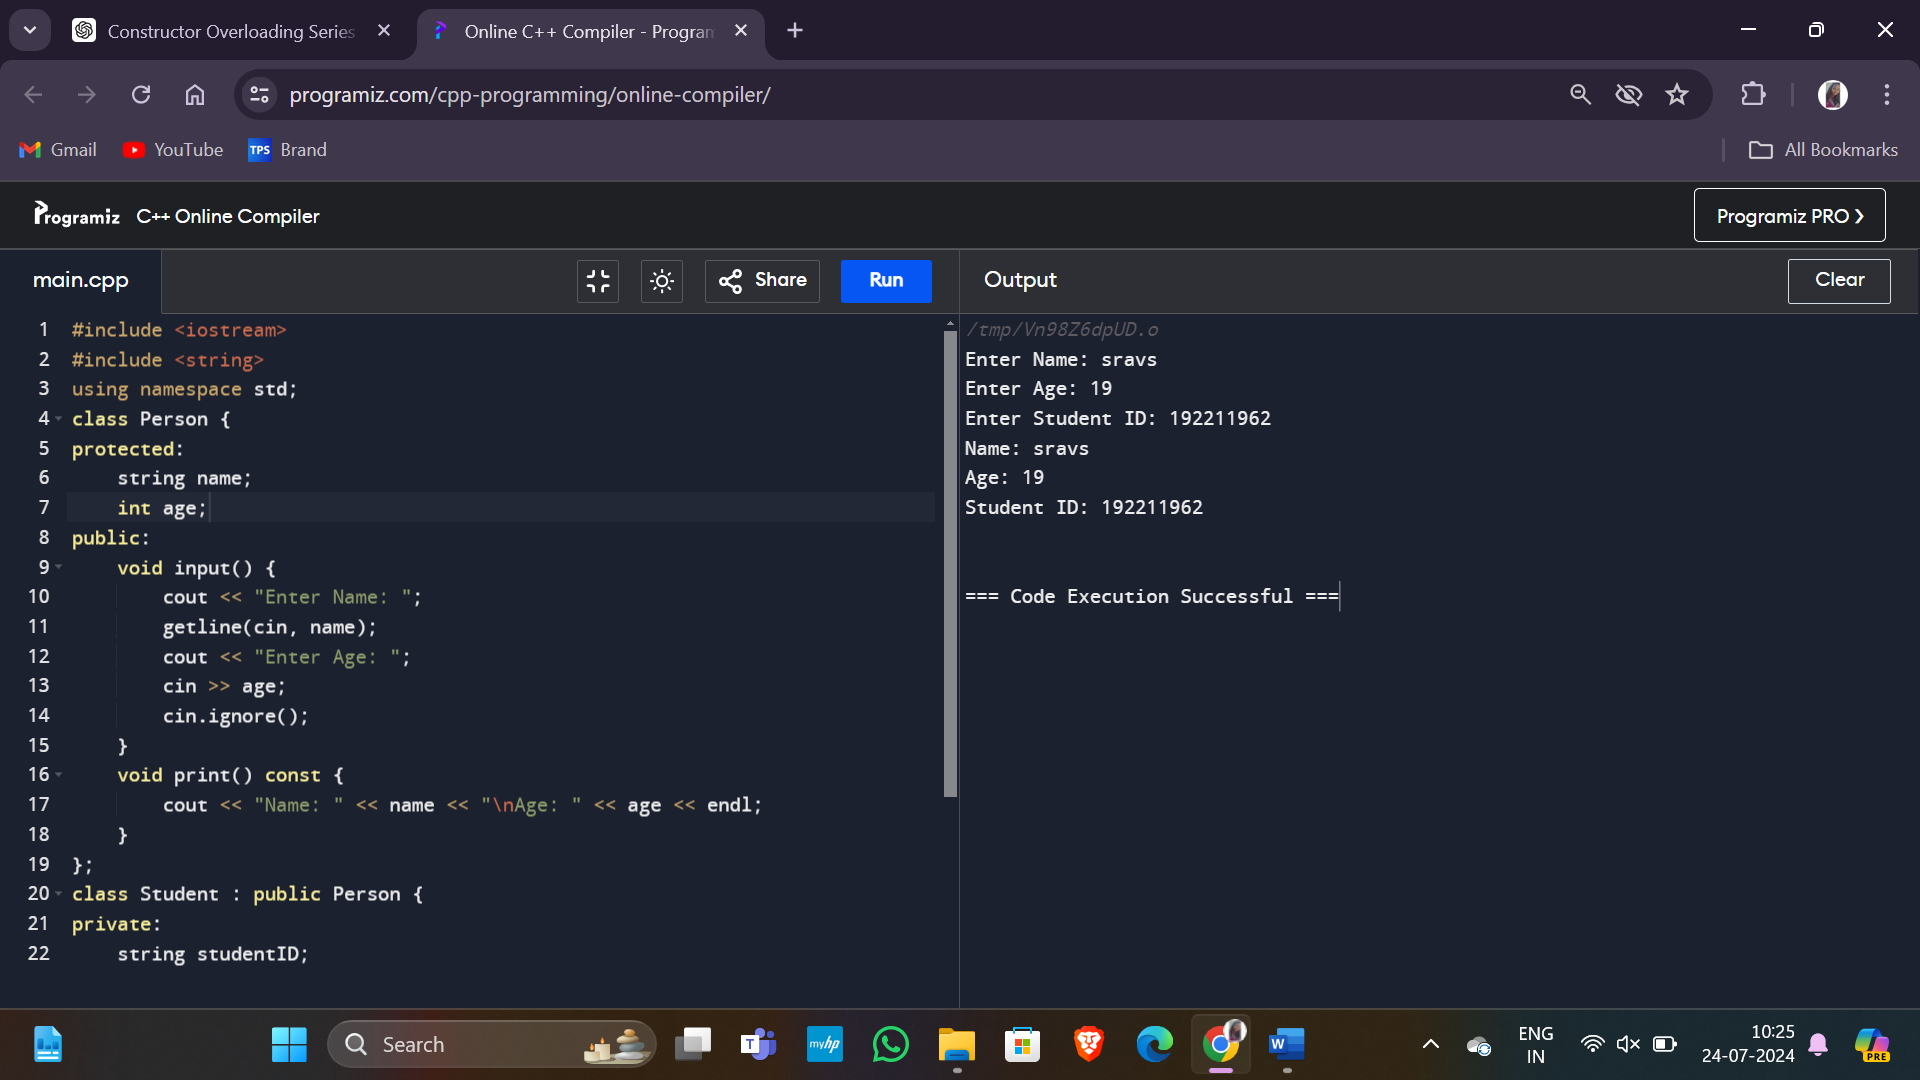 Constructor Overloading Series
Online C++ Compiler - Program
programiz.com/cpp-programming/online-compiler/
Gmail
YouTube
TPS Brand
All Bookmarks
Programiz C++ Online Compiler
Programiz PRO ❯
main.cpp
Share
Run
Output
Clear
1 #include <iostream>
2 #include <string>
3 using namespace std;
4 class Person {
5 protected:
6     string name;
7     int age;
8 public:
9     void input() {
10         cout << "Enter Name: ";
11         getline(cin, name);
12         cout << "Enter Age: ";
13         cin >> age;
14         cin.ignore();
15     }
16     void print() const {
17         cout << "Name: " << name << "\nAge: " << age << endl;
18     }
19 };
20 class Student : public Person {
21 private:
22     string studentID;
/tmp/Vn98Z6dpUD.o
Enter Name: sravs
Enter Age: 19
Enter Student ID: 192211962
Name: sravs
Age: 19
Student ID: 192211962
=== Code Execution Successful ===
Search
T
myhp
W
ENG
IN
10:25
24-07-2024
PRE